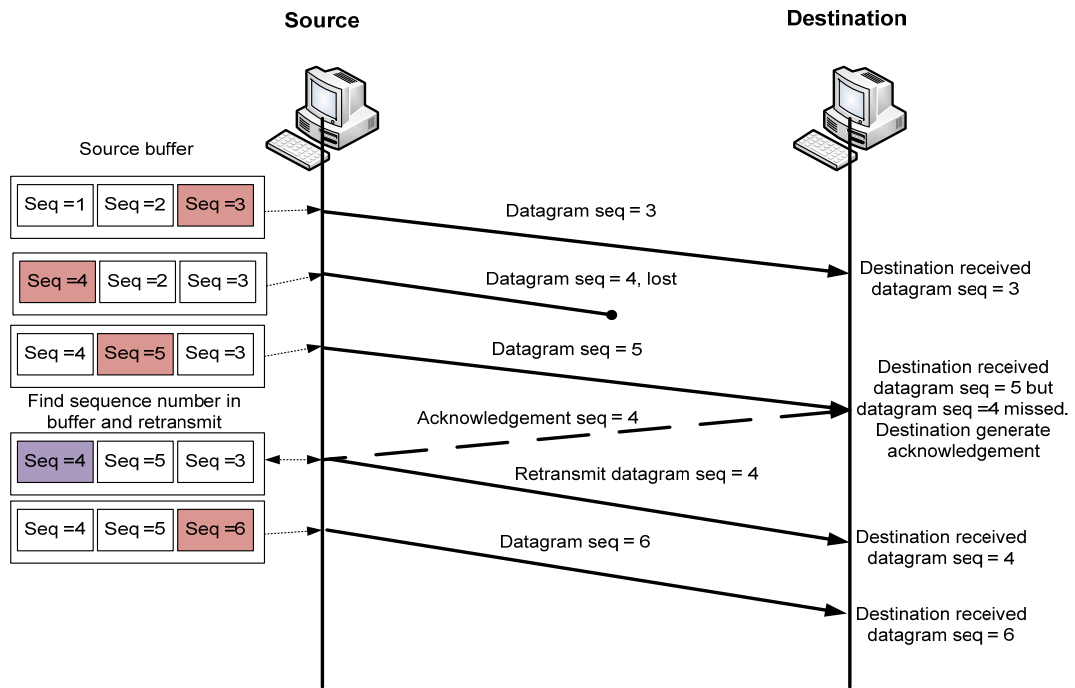 Source
Destination
Source buffer
Seq =1 Seq =2 Seq =3
Datagram seq = 3
Destination received
datagram seq = 3
Seq =4 Seq =2 Seq =3
Datagram seq = 4, lost
Seq =4 Seq =5 Seq =3
Datagram seq = 5
Destination received
datagram seq = 5 but
datagram seq =4 missed.
Destination generate
acknowledgement
Find sequence number in
buffer and retransmit
Acknowledgement seq = 4
Seq =4 Seq =5 Seq =3
Retransmit datagram seq = 4
Destination received
datagram seq = 4
Seq =4 Seq =5 Seq =6
Datagram seq = 6
Destination received
datagram seq = 6